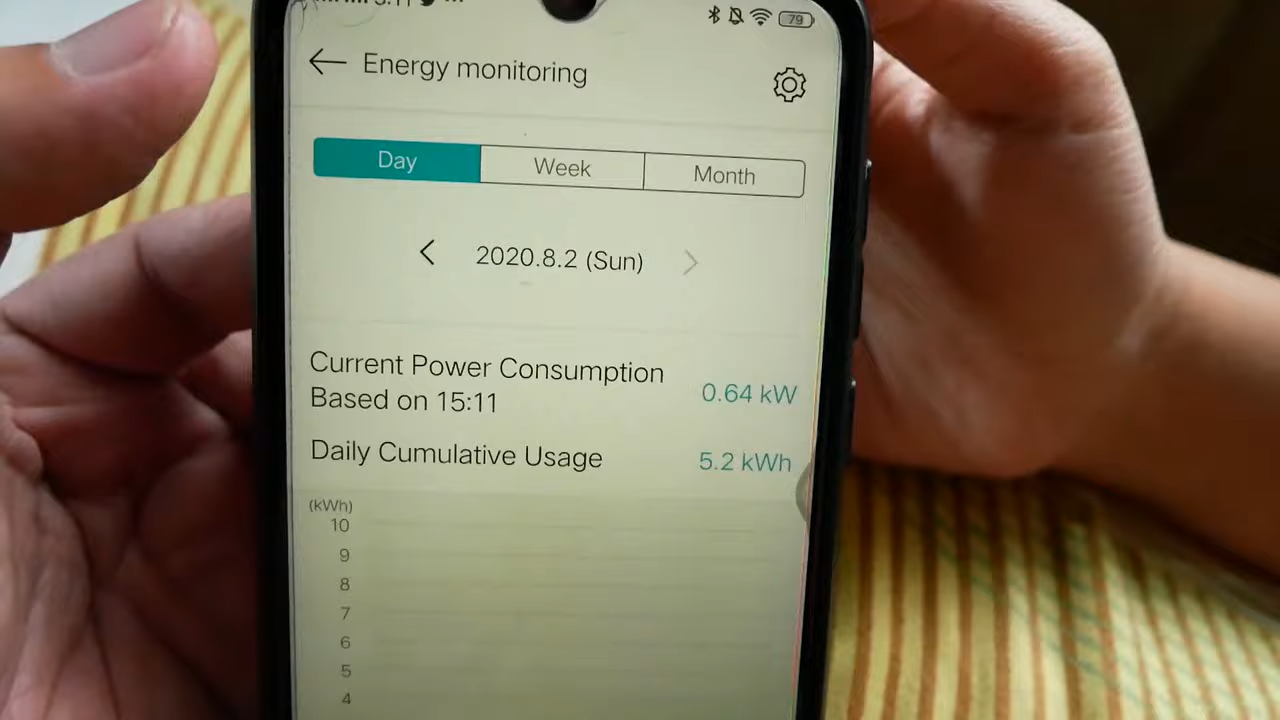 79
Energy monitoring
Day Week Month
2020.8.2 (Sun)
Current Power Consumption
Based on 15:11
0.64 kW
Daily Cumulative Usage 5.2 kWh
(kWh)
10
9
8
7
6
5
4